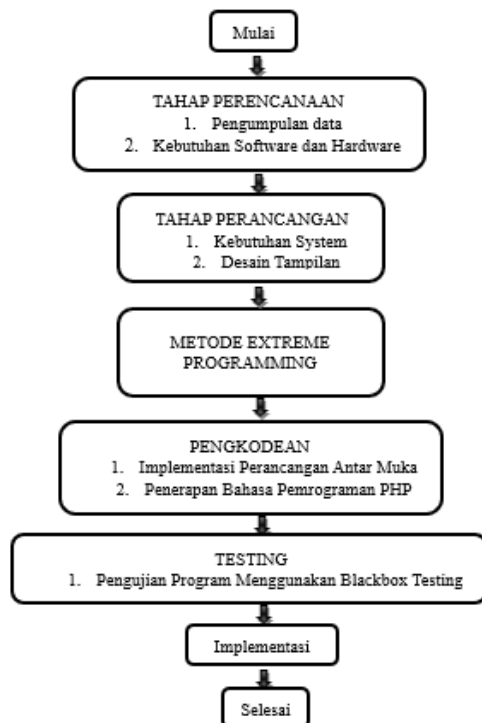 Mulai
TAHAP PERENCANAAN
1. Pengumpulan data
2. Kebutuhan Software dan Hardware
TAHAP PERANCANGAN
1. Kebutuhan System
2. Desain Tampilan
METODE EXTREME
PROGRAMMING
PENGKODEAN
1. Implementasi Perancangan Antar Muka
2. Penerapan Bahasa Pemrograman PHP
TESTING
1. Pengujian Program Menggunakan Blackbox Testing
Implementasi
Selesai